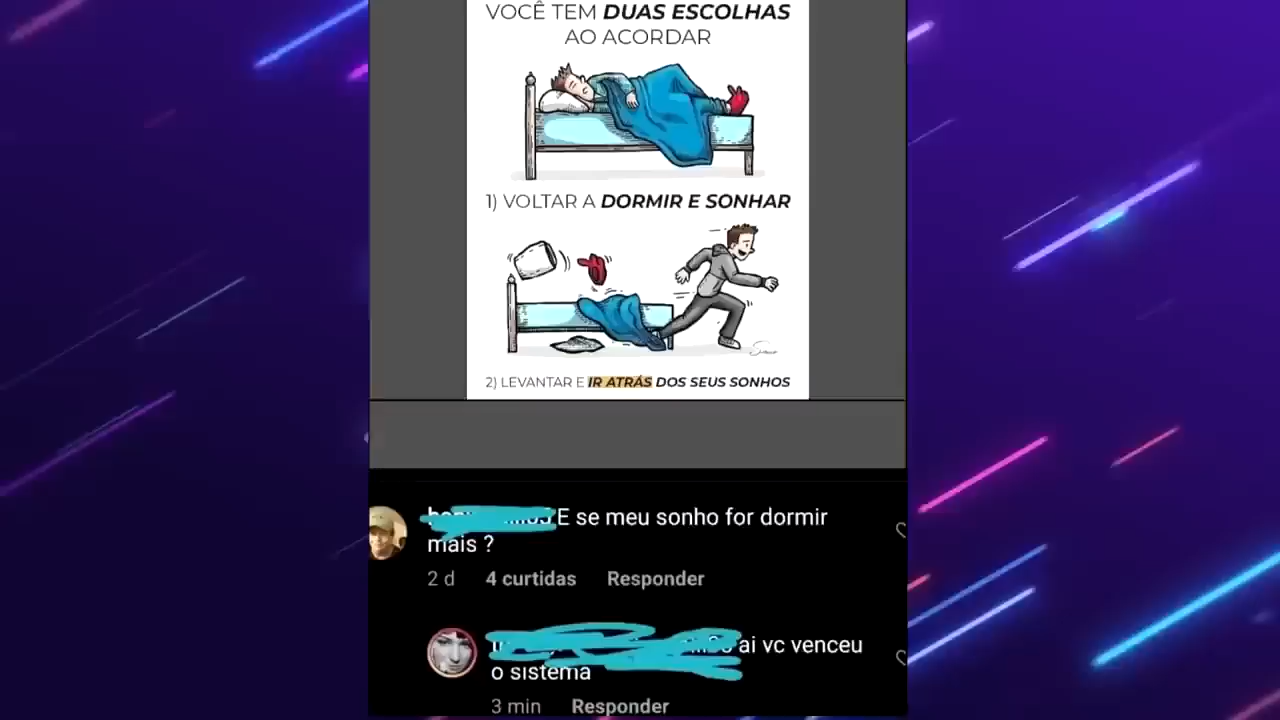 VOCÊ TEM DUAS ESCOLHAS
AO ACORDAR
1) VOLTAR A DORMIR E SONHAR
2) LEVANTAR E IR ATRÁS DOS SEUS SONHOS
E se meu sonho for dormir
mais ?
2 d 4 curtidas Responder
ai vc venceu
o sistema
3 min Responder